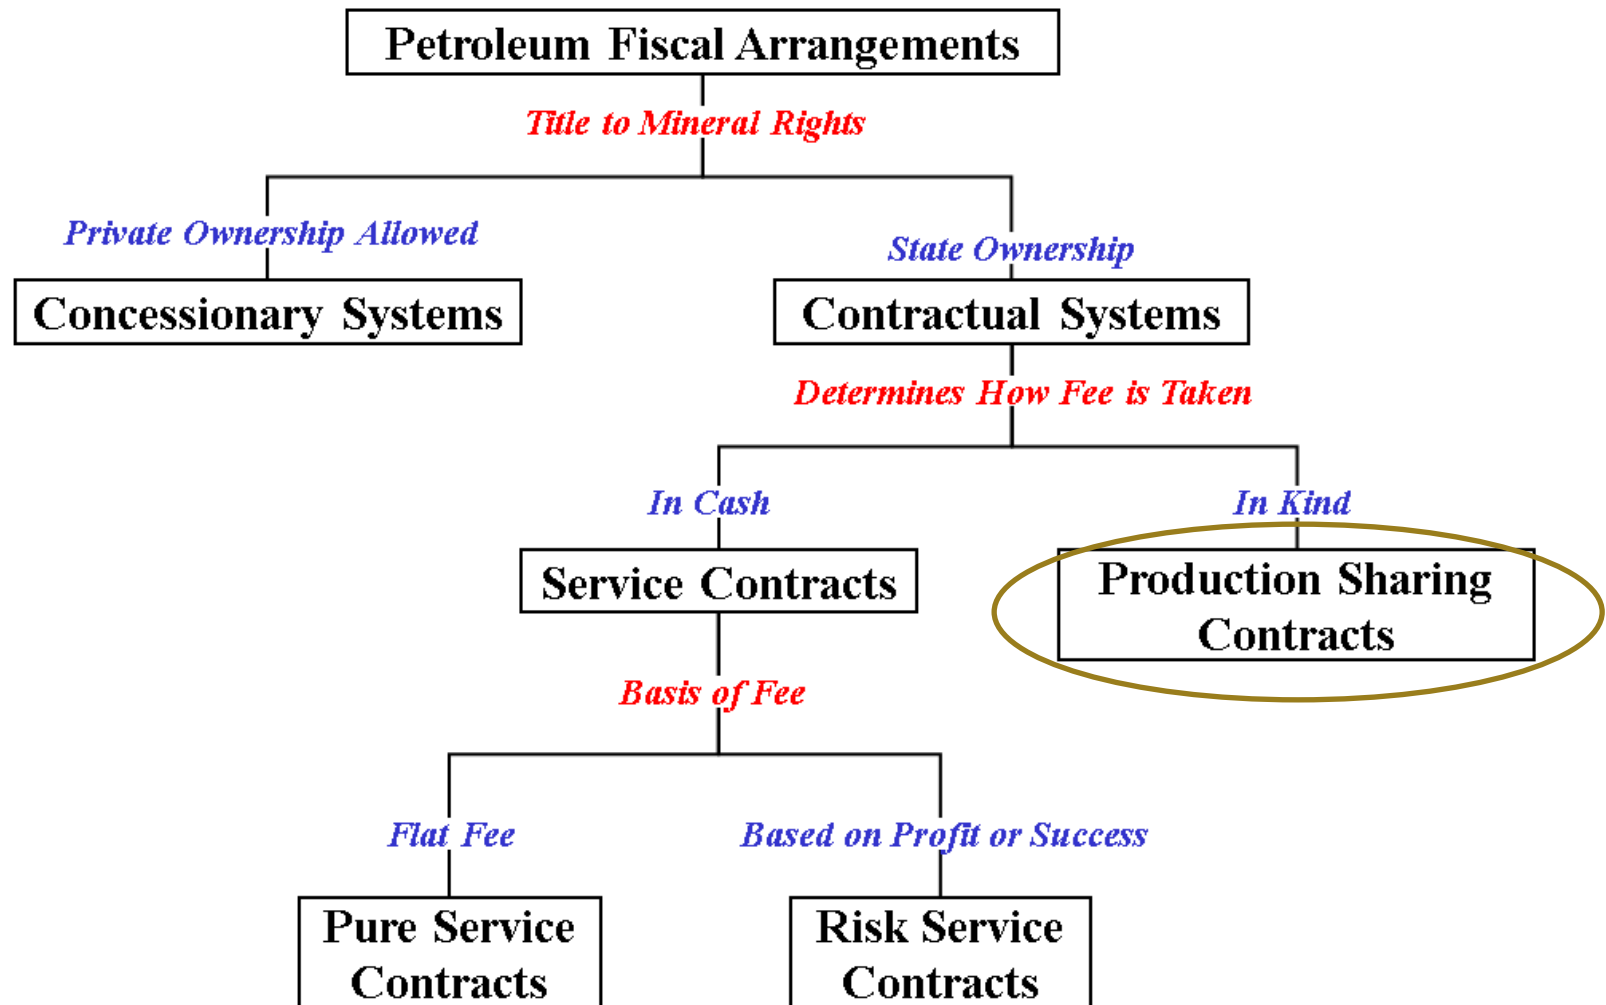 Petroleum Fiscal Arrangements
Title to Mineral Rights
Private Ownership Allowed
State Ownership
Concessionary Systems
Contractual Systems
Determines How Fee is Taken
In Cash
In Kind
Service Contracts
Production Sharing
Contracts
Basis of Fee
Flat Fee
Based on Profit or Success
Pure Service
Contracts
Risk Service
Contracts